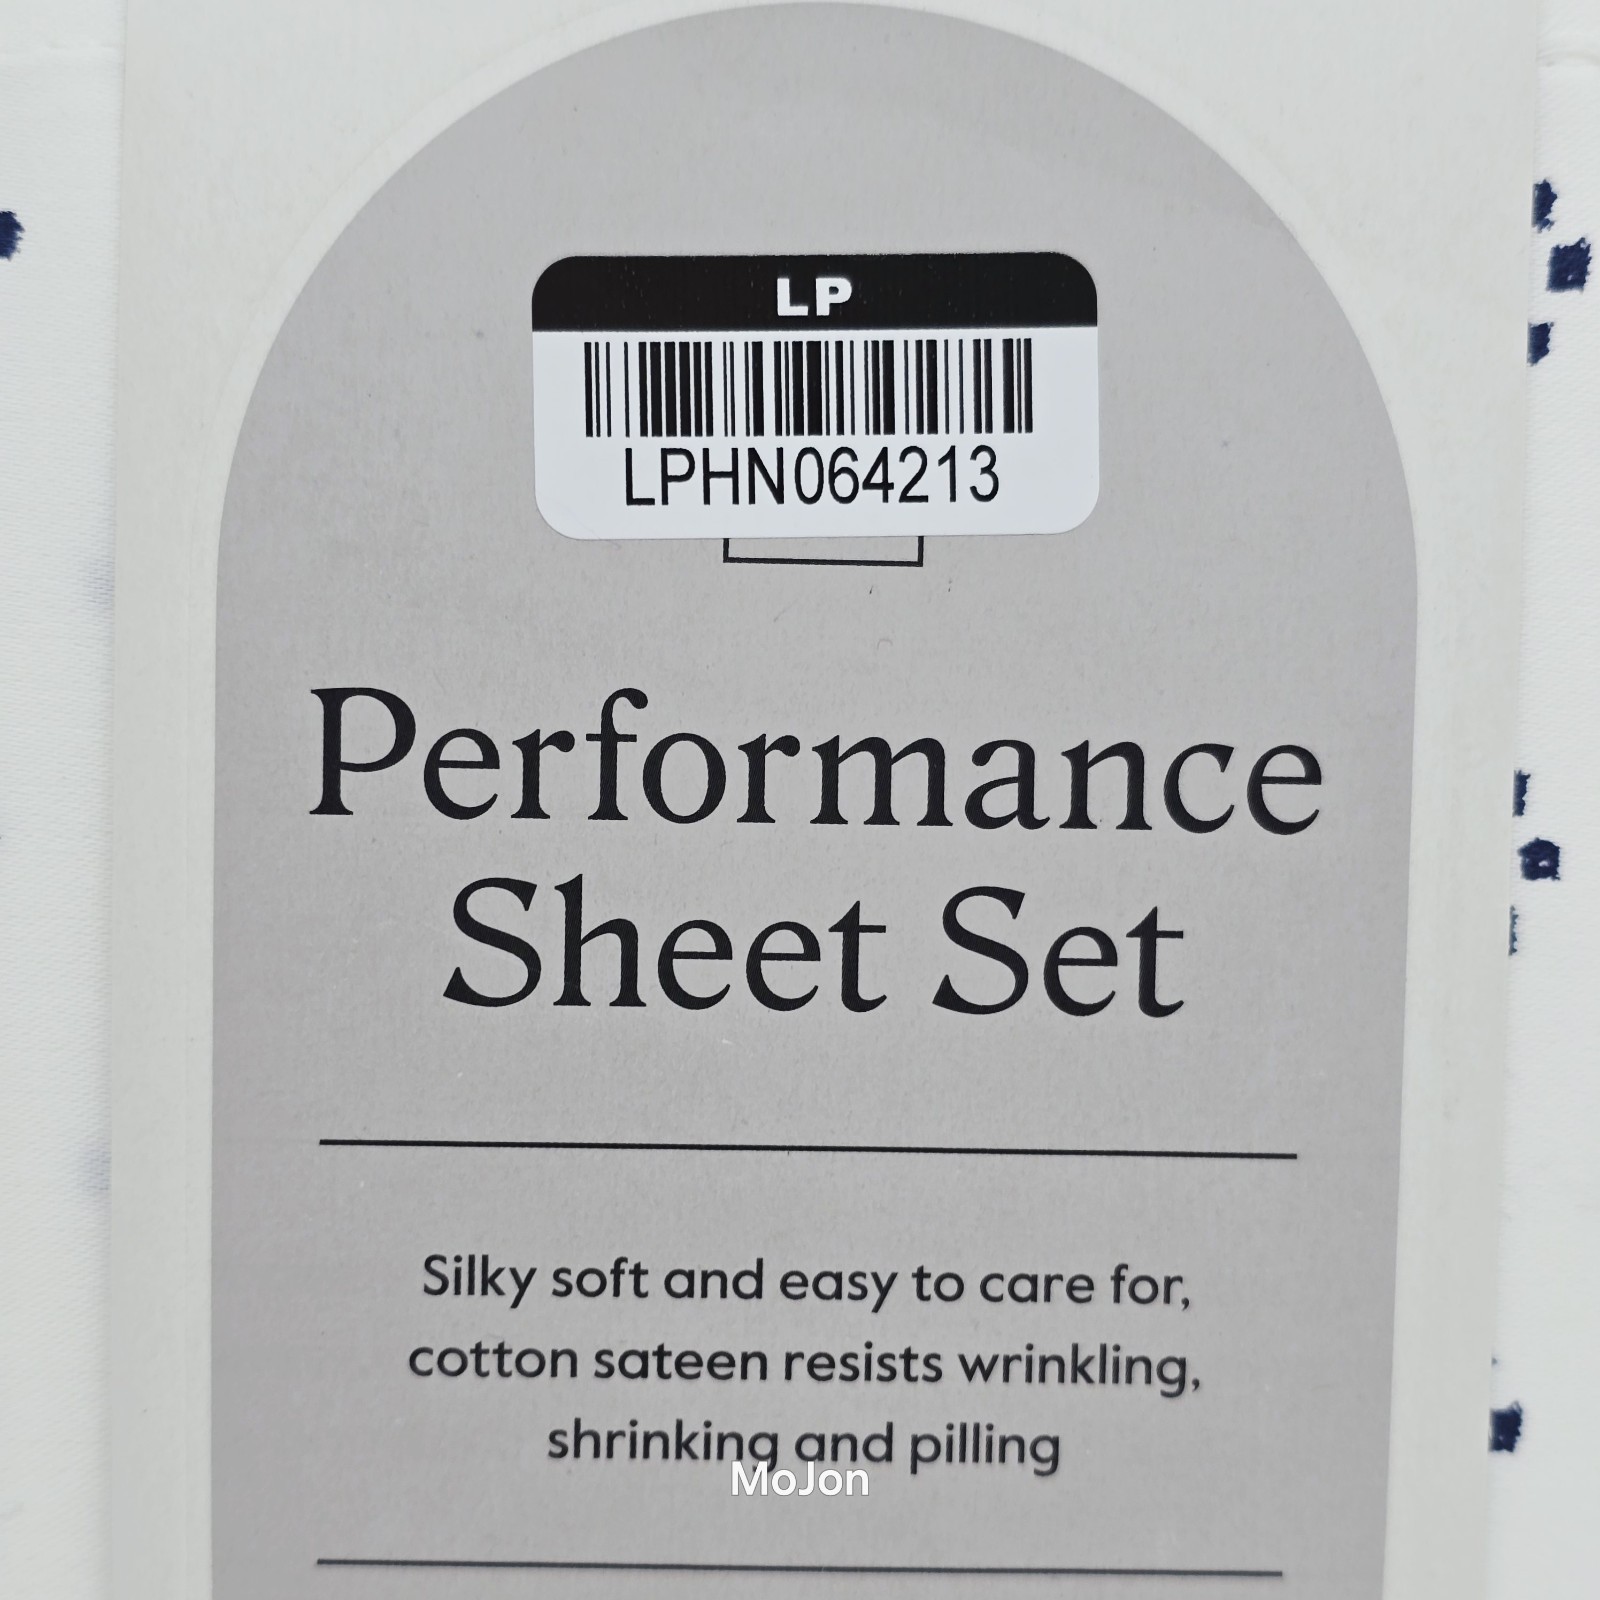 LP
LPHN064213
Performance
Sheet Set
Silky soft and easy to care for,
cotton sateen resists wrinkling,
shrinking and pilling
MoJon